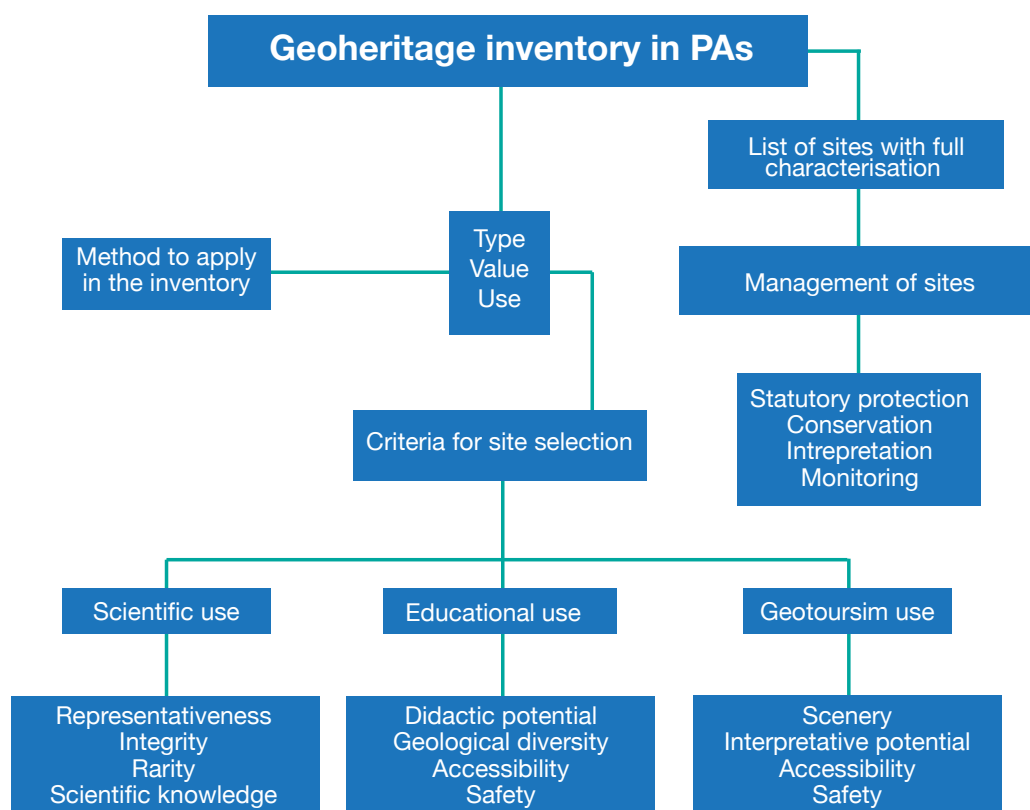 Geoheritage inventory in PAs
List of sites with full
characterisation
Method to apply
in the inventory
Type
Value
Use
Management of sites
Criteria for site selection
Statutory protection
Conservation
Intrepretation
Monitoring
Scientific use
Educational use
Geotoursim use
Representativeness
Integrity
Rarity
Scientific knowledge
Didactic potential
Geological diversity
Accessibility
Safety
Scenery
Interpretative potential
Accessibility
Safety